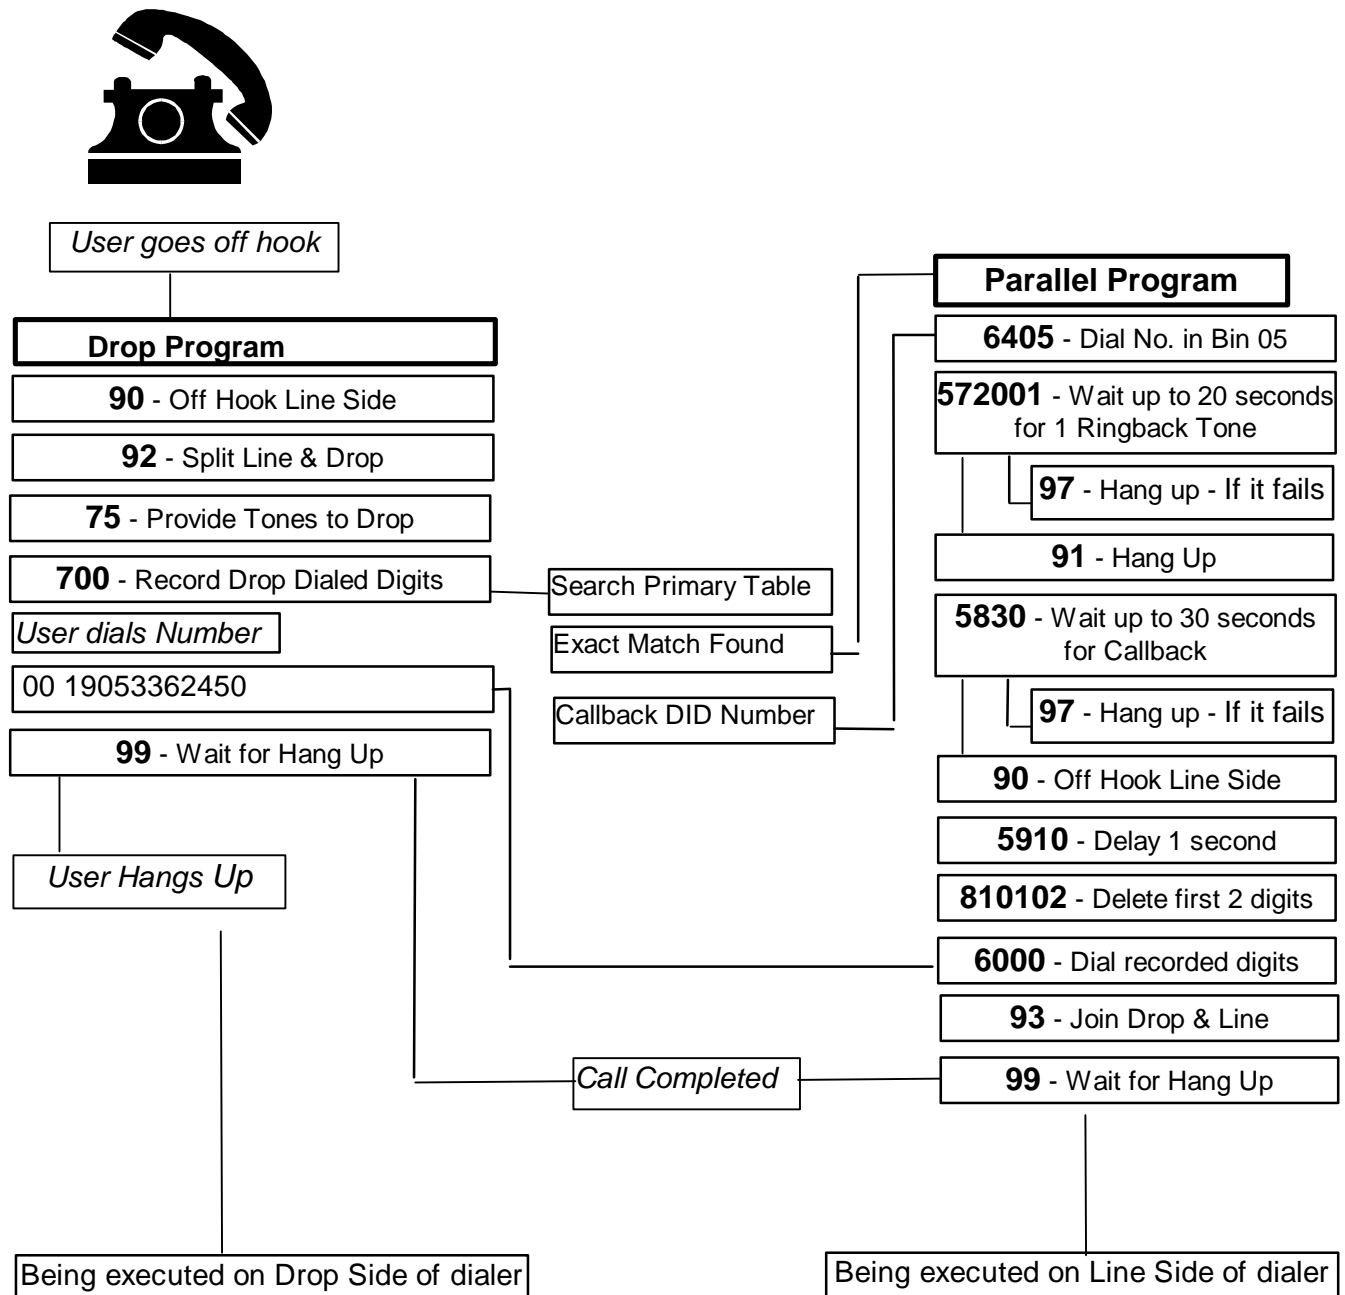 User goes off hook
Drop Program
90 - Off Hook Line Side
92 - Split Line & Drop
75 - Provide Tones to Drop
700 - Record Drop Dialed Digits
User dials Number
00 19053362450
99 - Wait for Hang Up
User Hangs Up
Being executed on Drop Side of dialer
Search Primary Table
Exact Match Found
Callback DID Number
Call Completed
Parallel Program
6405 - Dial No. in Bin 05
572001 - Wait up to 20 seconds
for 1 Ringback Tone
97 - Hang up - If it fails
91 - Hang Up
5830 - Wait up to 30 seconds
for Callback
97 - Hang up - If it fails
90 - Off Hook Line Side
5910 - Delay 1 second
810102 - Delete first 2 digits
6000 - Dial recorded digits
93 - Join Drop & Line
99 - Wait for Hang Up
Being executed on Line Side of dialer